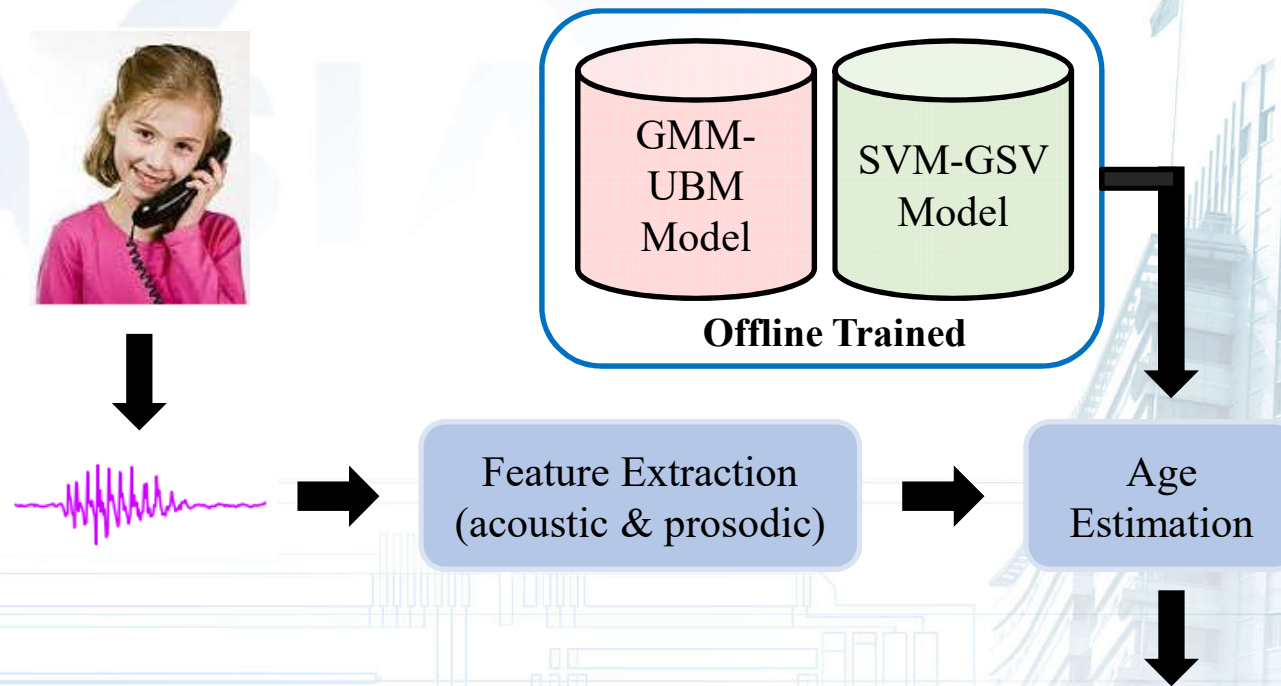 GMM-
UBM
Model
SVM-GSV
Model
Offline Trained
Feature Extraction
(acoustic & prosodic)
Age
Estimation